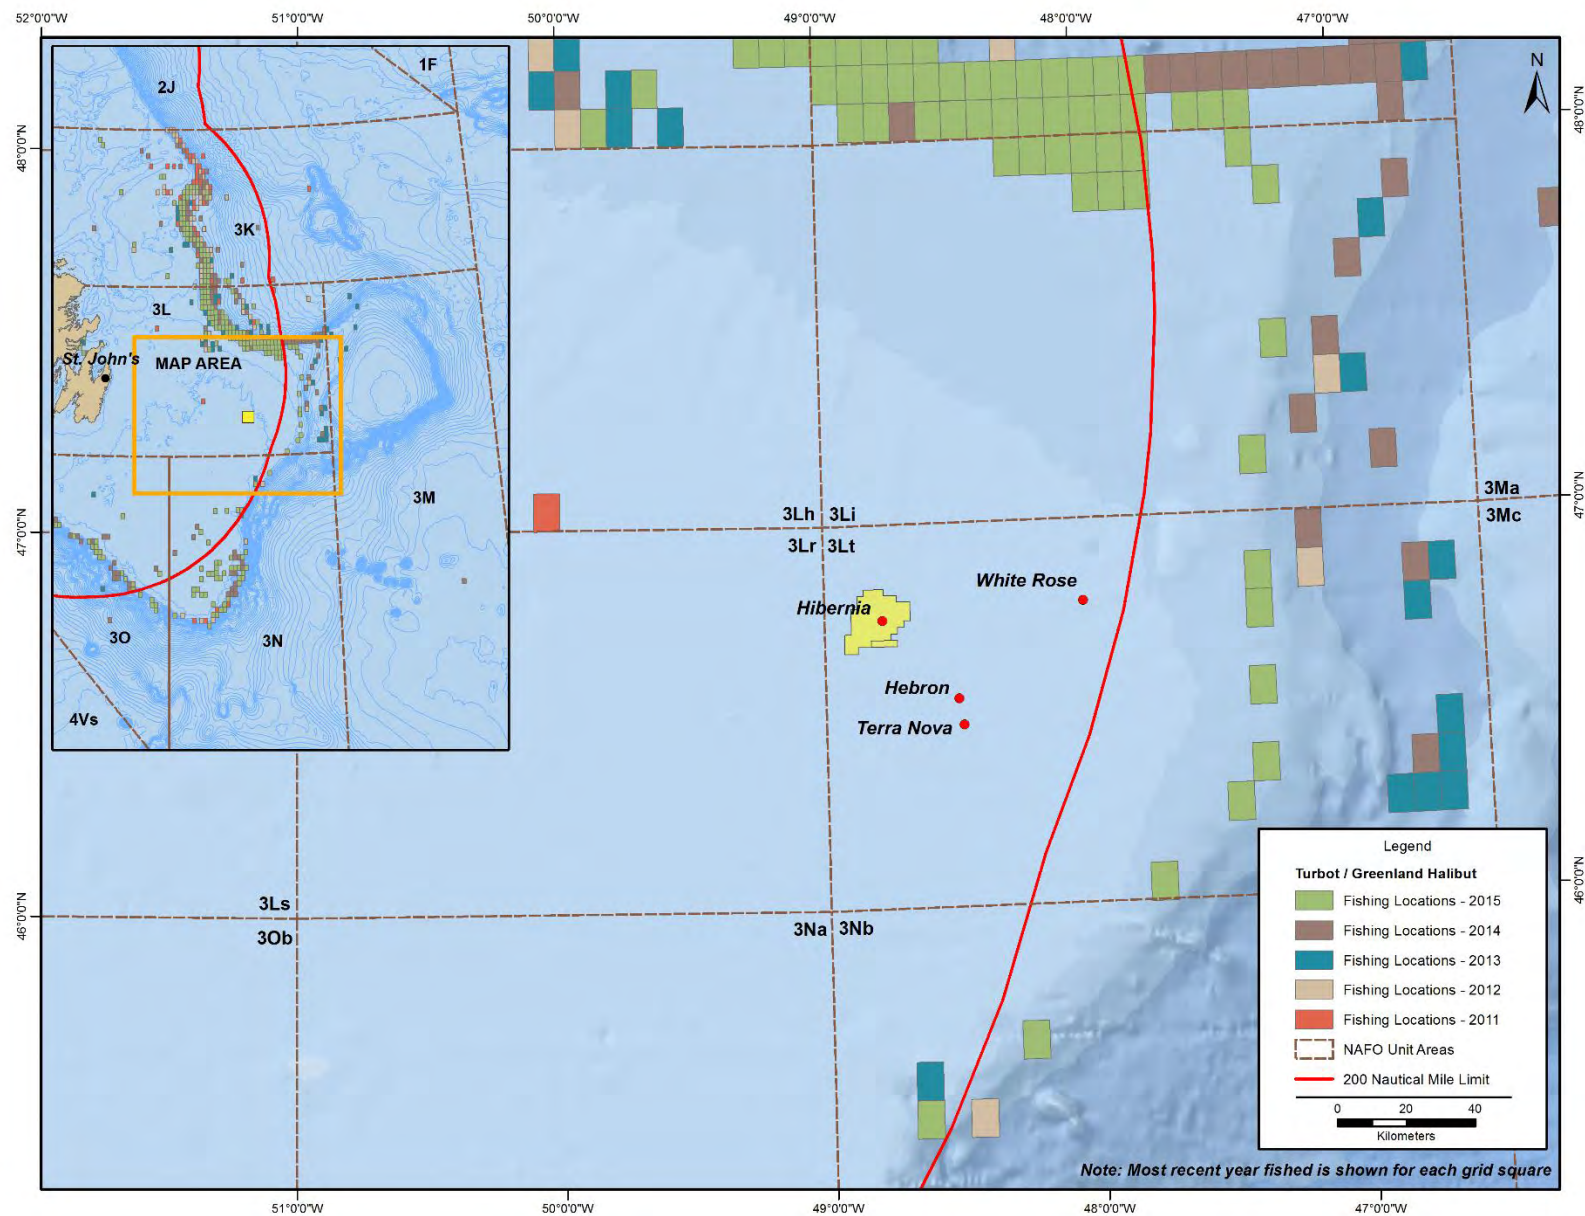 52°0'0"W 51°0'0"W 50°0'0"W 49°0'0"W 48°0'0"W 47°0'0"W
1F
2J
N
48°0'0"N
48°0'0"N
3K
3L
St. John's
MAP AREA
3M
3O
3N
4Vs
47°0'0"N
47°0'0"N
3Lh 3Li
3Lr 3Lt
3Ma
3Mc
White Rose
Hibernia
Hebron
Terra Nova
46°0'0"N
46°0'0"N
3Ls
3Ob
3Na 3Nb
Legend
Turbot / Greenland Halibut
Fishing Locations - 2015
Fishing Locations - 2014
Fishing Locations - 2013
Fishing Locations - 2012
Fishing Locations - 2011
NAFO Unit Areas
200 Nautical Mile Limit
0 20 40
Kilometers
Note: Most recent year fished is shown for each grid square
51°0'0"W 50°0'0"W 49°0'0"W 48°0'0"W 47°0'0"W